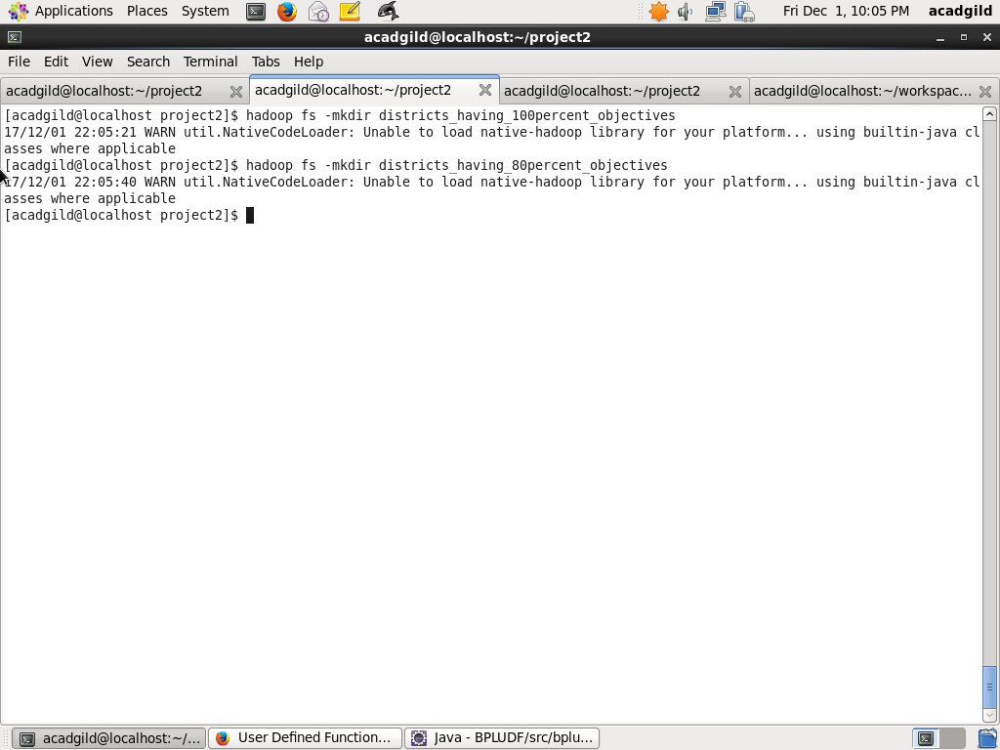 Applications Places System Fri Dec 1, 10:05 PM acadgild
acadgild@localhost:~/project2
File Edit View Search Terminal Tabs Help
acadgild@localhost:~/project2 acadgild@localhost:~/project2 acadgild@localhost:~/project2 acadgild@localhost:~/workspac...
[acadgild@localhost project2]$ hadoop fs -mkdir districts_having_100percent_objectives
17/12/01 22:05:21 WARN util.NativeCodeLoader: Unable to load native-hadoop library for your platform... using builtin-java cl
asses where applicable
[acadgild@localhost project2]$ hadoop fs -mkdir districts_having_80percent_objectives
17/12/01 22:05:40 WARN util.NativeCodeLoader: Unable to load native-hadoop library for your platform... using builtin-java cl
asses where applicable
[acadgild@localhost project2]$
acadgild@localhost:~/... User Defined Function... Java - BPLUDF/src/bplu...